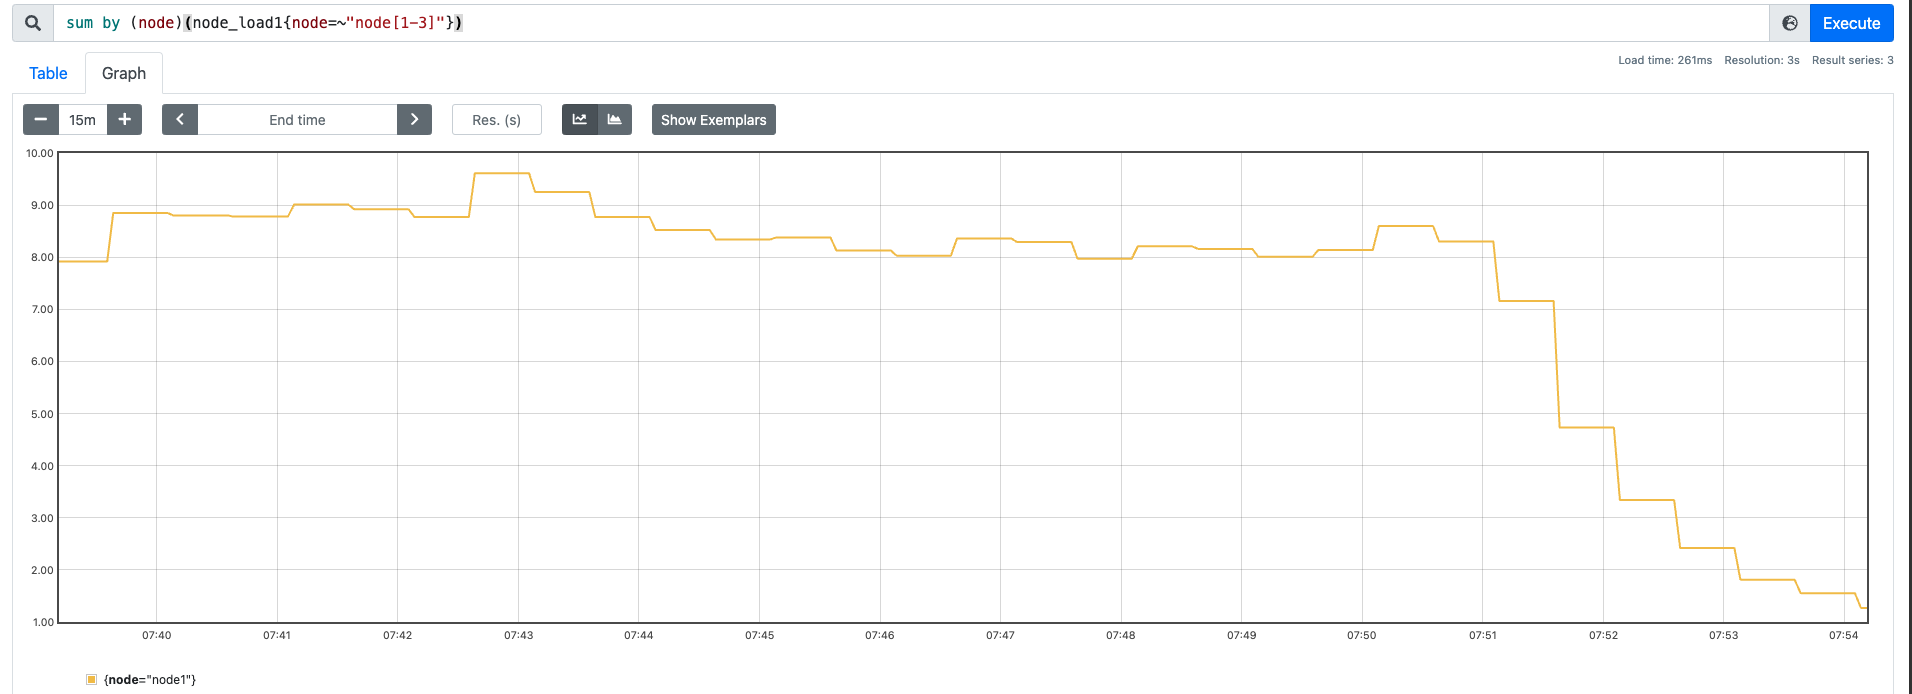 sum by (node)(node_load1{node=~"node[1-3]"})
Execute
Load time: 261ms Resolution: 3s Result series: 3
Table
Graph
15m
End time
Res. (s)
Show Exemplars
10.00
9.00
8.00
7.00
6.00
5.00
4.00
3.00
2.00
1.00
07:40 07:41 07:42 07:43 07:44 07:45 07:46 07:47 07:48 07:49 07:50 07:51 07:52 07:53 07:54
{node="node1"}